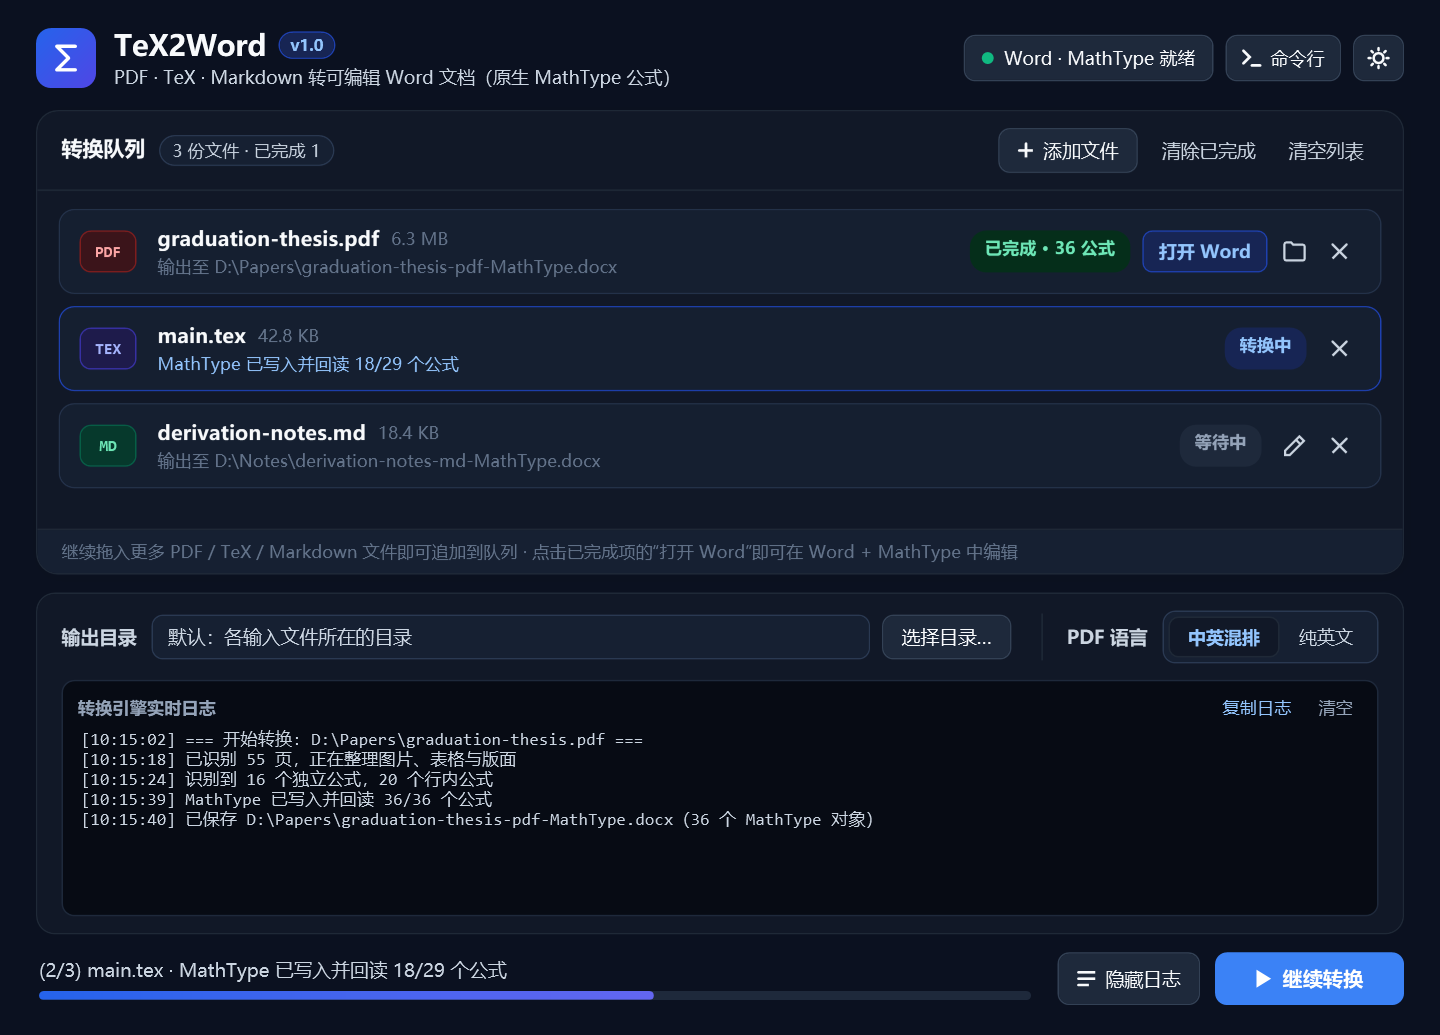 TeX2Word v1.0
PDF · TeX · Markdown 转可编辑 Word 文档（原生 MathType 公式）
Word · MathType 就绪
命令行
转换队列
3 份文件 · 已完成 1
添加文件
清除已完成
清空列表
PDF
graduation-thesis.pdf 6.3 MB
输出至 D:\Papers\graduation-thesis-pdf-MathType.docx
已完成 • 36 公式
打开 Word
TEX
main.tex 42.8 KB
MathType 已写入并回读 18/29 个公式
转换中
MD
derivation-notes.md 18.4 KB
输出至 D:\Notes\derivation-notes-md-MathType.docx
等待中
继续拖入更多 PDF / TeX / Markdown 文件即可追加到队列 · 点击已完成项的"打开 Word"即可在 Word + MathType 中编辑
输出目录
默认：各输入文件所在的目录
选择目录...
PDF 语言
中英混排
纯英文
转换引擎实时日志
复制日志
清空
[10:15:02] === 开始转换: D:\Papers\graduation-thesis.pdf ===
[10:15:18] 已识别 55 页，正在整理图片、表格与版面
[10:15:24] 识别到 16 个独立公式，20 个行内公式
[10:15:39] MathType 已写入并回读 36/36 个公式
[10:15:40] 已保存 D:\Papers\graduation-thesis-pdf-MathType.docx（36 个 MathType 对象）
(2/3) main.tex · MathType 已写入并回读 18/29 个公式
隐藏日志
继续转换